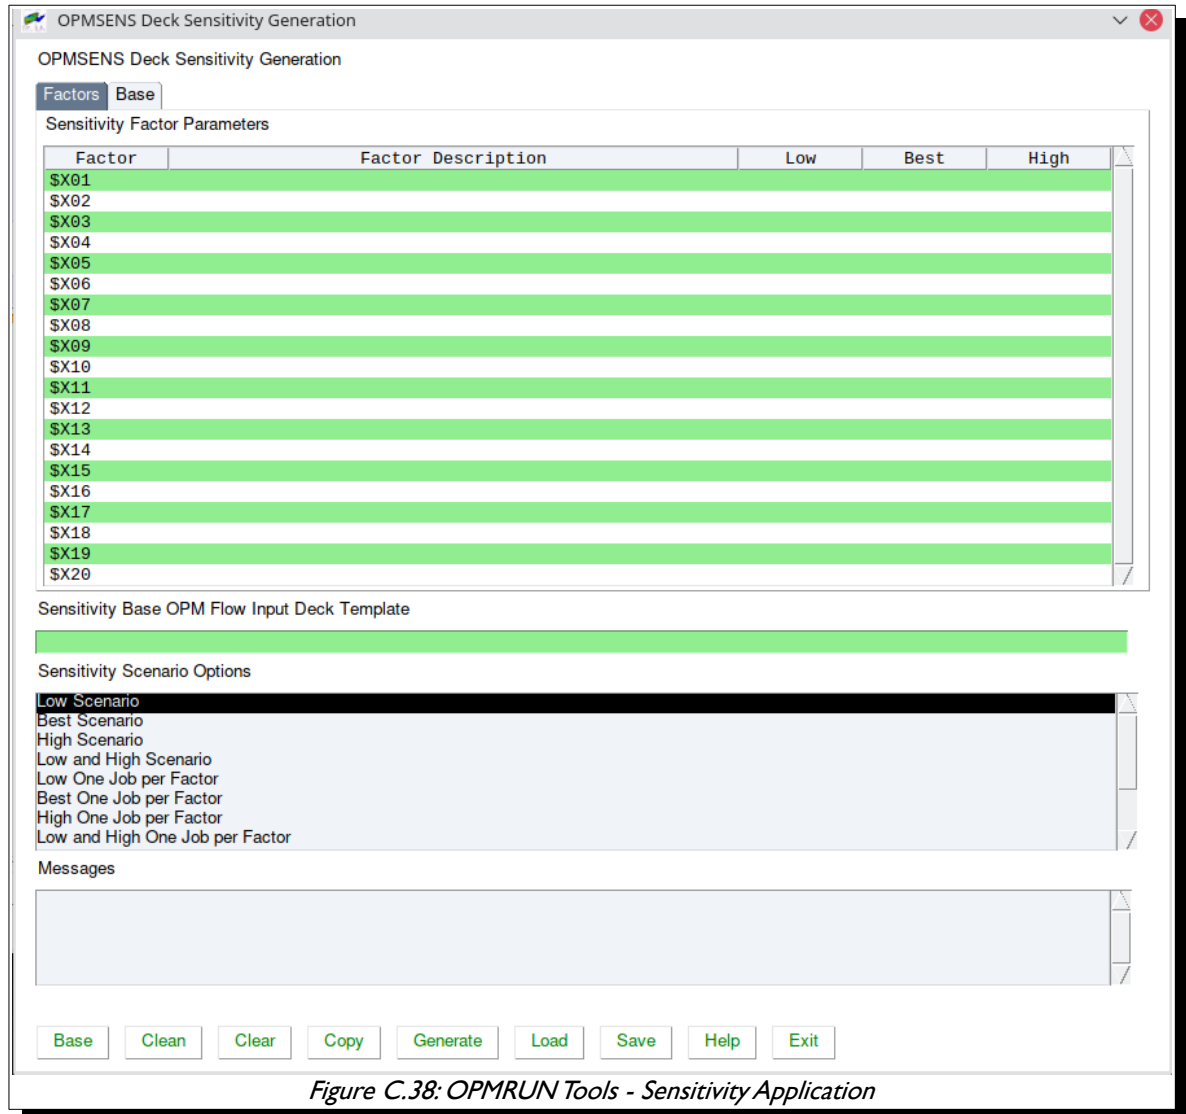 OPMSENS Deck Sensitivity Generation
OPMSENS Deck Sensitivity Generation
Factors Base
Sensitivity Factor Parameters
Factor Factor Description Low Best High
$X01
$X02
$X03
$X04
$X05
$X06
$X07
$X08
$X09
$X10
$X11
$X12
$X13
$X14
$X15
$X16
$X17
$X18
$X19
$X20
Sensitivity Base OPM Flow Input Deck Template
Sensitivity Scenario Options
Low Scenario
Best Scenario
High Scenario
Low and High Scenario
Low One Job per Factor
Best One Job per Factor
High One Job per Factor
Low and High One Job per Factor
Messages
Base Clean Clear Copy Generate Load Save Help Exit
Figure C.38: OPMRUN Tools - Sensitivity Application